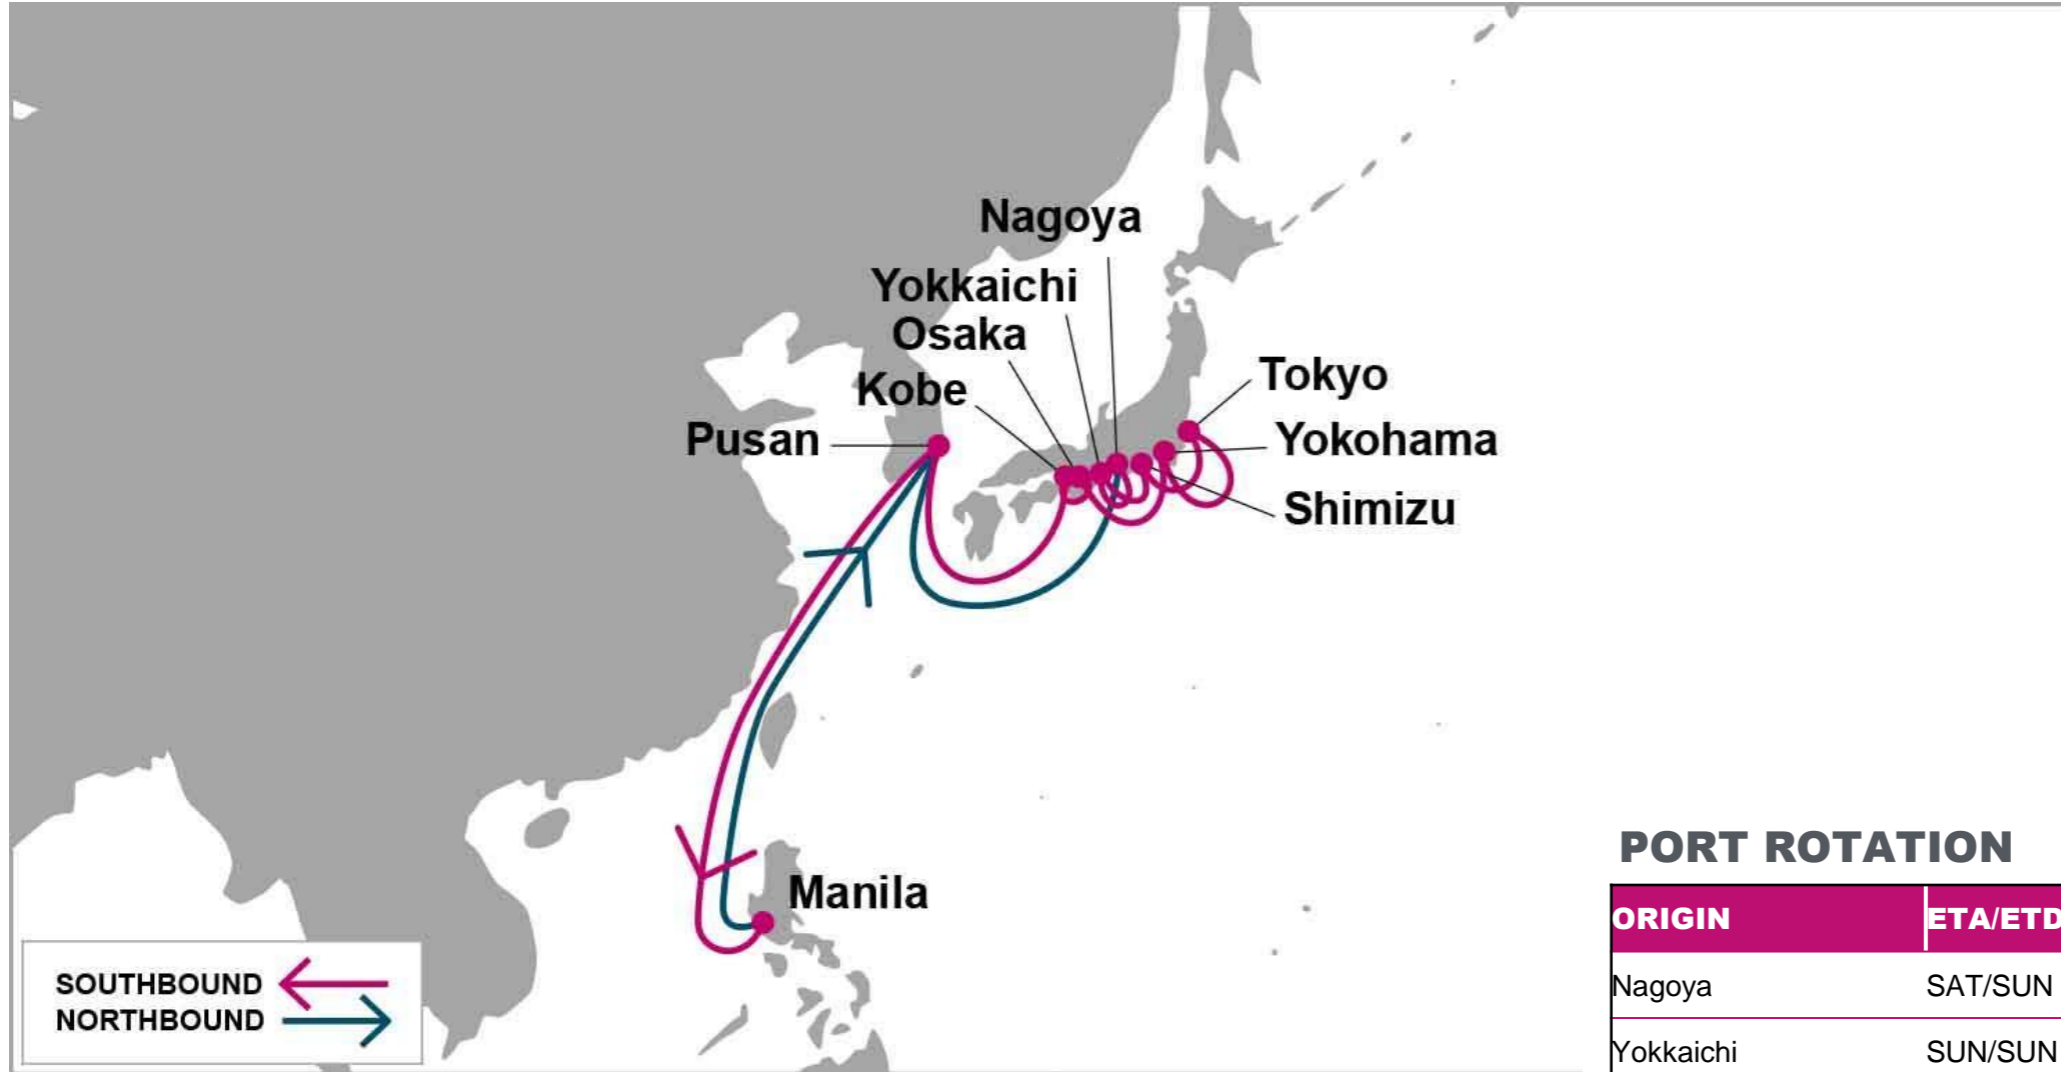 Nagoya
Yokkaichi
Osaka
Kobe
Pusan
Tokyo
Yokohama
Shimizu
Manila
SOUTHBOUND
NORTHBOUND
PORT ROTATION
ORIGIN ETA/ETD
Nagoya SAT/SUN
Yokkaichi SUN/SUN